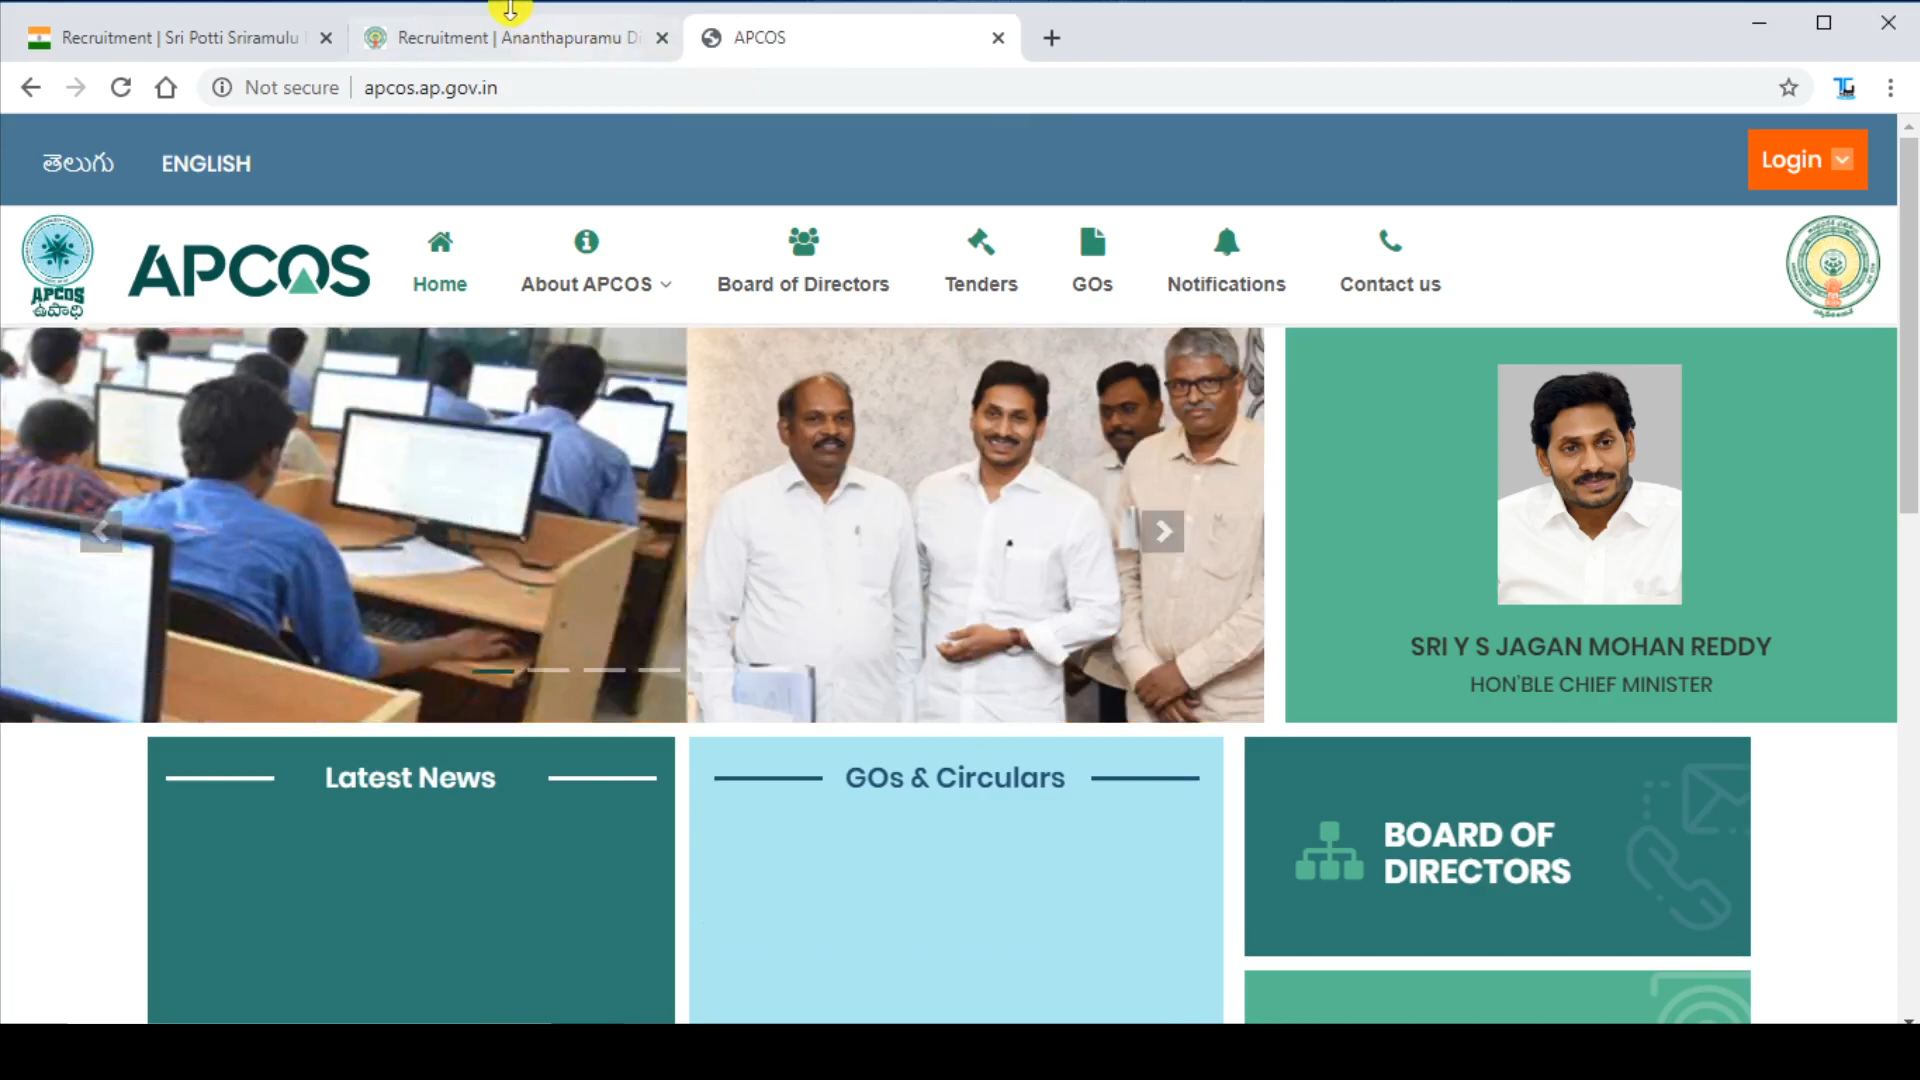 Recruitment | Sri Potti Sriramulu
Recruitment | Ananthapuramu Di
APCOS
Not secure
apcos.ap.gov.in
తెలుగు
ENGLISH
Login
APCOS
ఉపాధి
APCOS
Home
About APCOS
Board of Directors
Tenders
GOs
Notifications
Contact us
SRI Y S JAGAN MOHAN REDDY
HON'BLE CHIEF MINISTER
Latest News
GOs & Circulars
BOARD OF
DIRECTORS